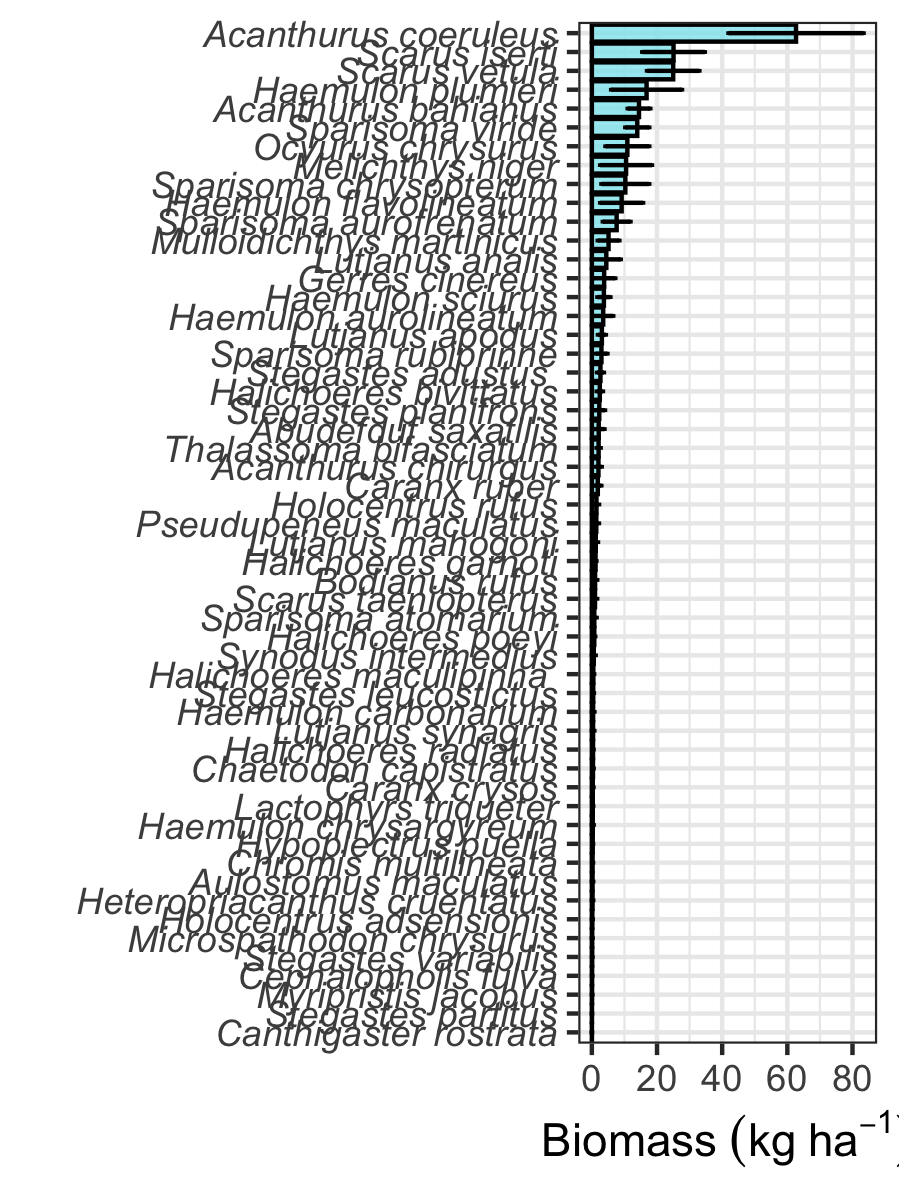 Acanthurus coeruleus
Scarus iserti
Scarus vetula
Haemulon plumieri
Acanthurus bahianus
Sparisoma viride
Ocyurus chrysurus
Melichthys niger
Sparisoma chrysopterum
Haemulon flavolineatum
Sparisoma aurofrenatum
Mulloidichthys martinicus
Lutjanus analis
Gerres cinereus
Haemulon sciurus
Haemulon aurolineatum
Lutjanus apodus
Sparisoma rubripinne
Stegastes adustus
Halichoeres bivittatus
Stegastes planifrons
Abudefduf saxatilis
Thalassoma bifasciatum
Acanthurus chirurgus
Caranx ruber
Holocentrus rufus
Pseudupeneus maculatus
Lutjanus mahogoni
Halichoeres garnoti
Bodianus rufus
Scarus taeniopterus
Sparisoma atomarium
Halichoeres poeyi
Synodus intermedius
Halichoeres maculipinna
Stegastes leucostictus
Haemulon carbonarium
Lutjanus synagris
Halichoeres radiatus
Chaetodon capistratus
Caranx crysos
Lactophyrs triqueter
Haemulon chrysargyreum
Hypoplectrus puella
Chromis multilineata
Aulostomus maculatus
Heteropriacanthus cruentatus
Holocentrus adsensionis
Microspathodon chrysurus
Stegastes variabilis
Cephalopholis fulva
Myripristis jacobus
Stegastes partitus
Canthigaster rostrata
0 20 40 60 80
Biomass (kg ha⁻¹)